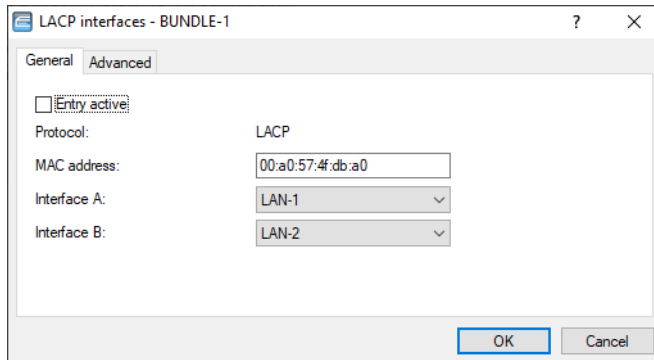 LACP interfaces - BUNDLE-1 ?
General Advanced
Entry active
Protocol: LACP
MAC address: 00:a0:57:4f:db:a0
Interface A: LAN-1
Interface B: LAN-2
OK Cancel